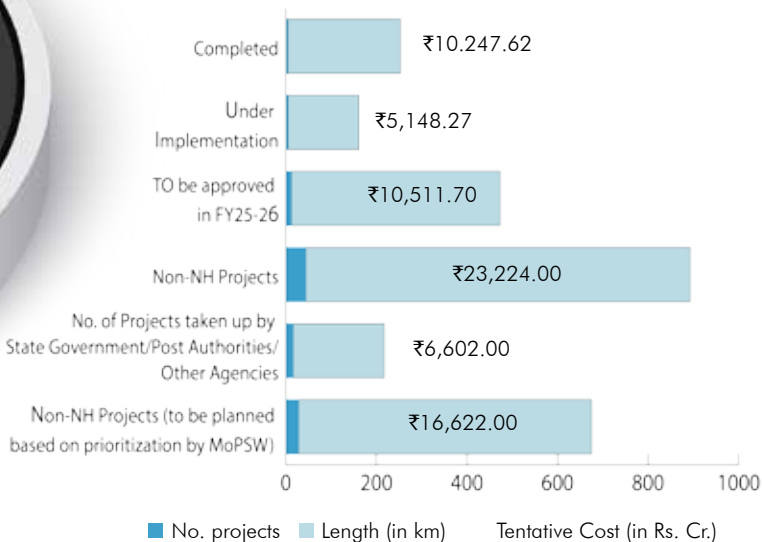 Completed
₹10.247.62
Under
Implementation
₹5,148.27
TO be approved
in FY25-26
₹10,511.70
Non-NH Projects
₹23,224.00
No. of Projects taken up by
State Government/Post Authorities/
Other Agencies
₹6,602.00
Non-NH Projects (to be planned
based on prioritization by MoPSW)
₹16,622.00
0 200 400 600 800 1000
No. projects Length (in km) Tentative Cost (in Rs. Cr.)